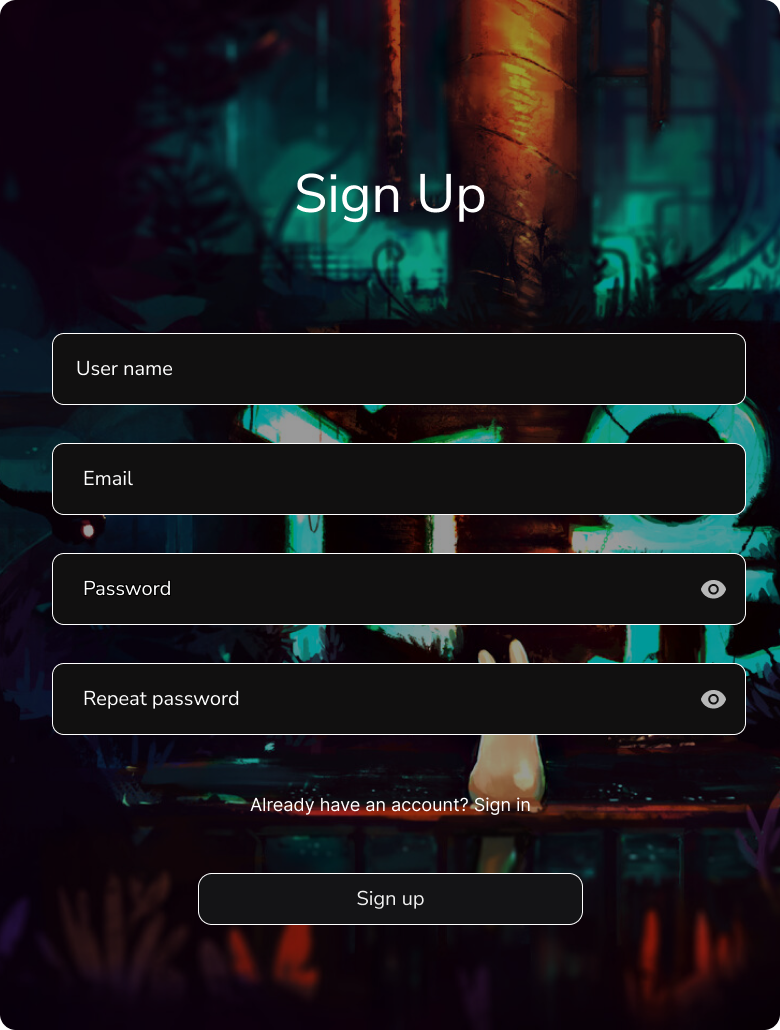 Sign Up
User name
Email
Password
Repeat password
Already have an account? Sign in
Sign up